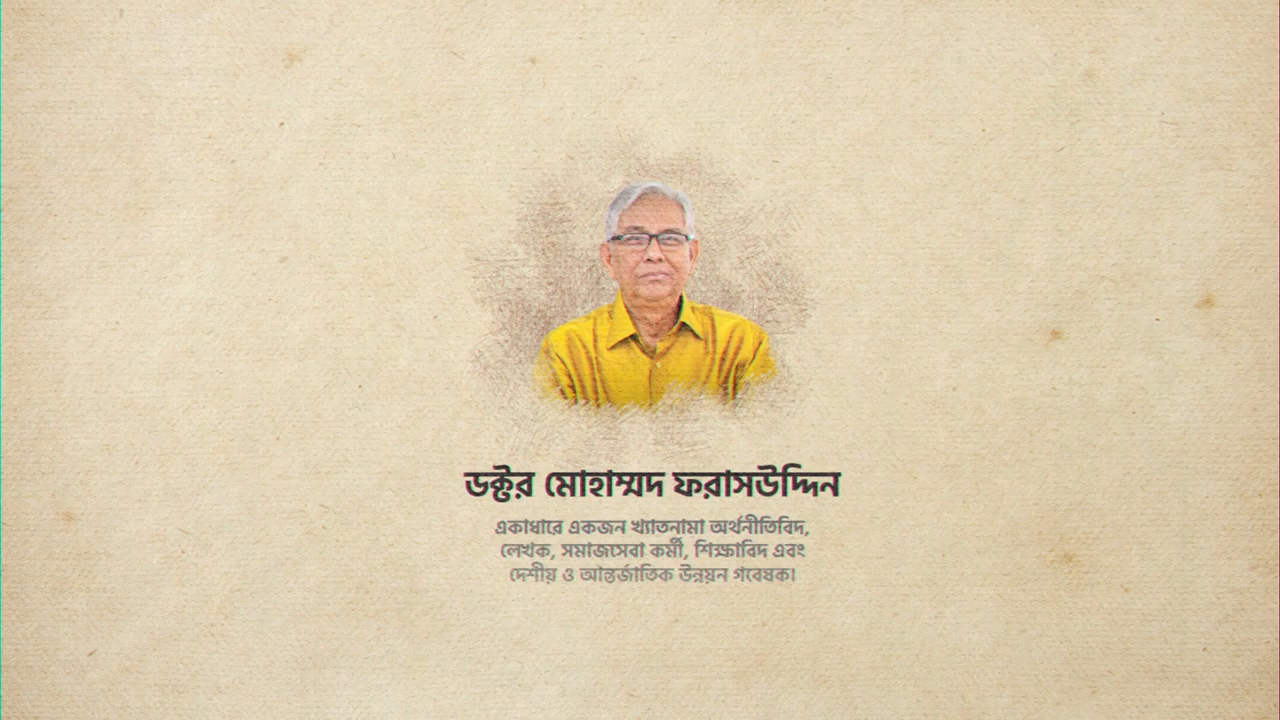 ডক্টর মোহাম্মদ ফরাসউদ্দিন
একাধারে একজন খ্যাতনামা অর্থনীতিবিদ,
লেখক, সমাজসেবা কর্মী, শিক্ষাবিদ এবং
দেশীয় ও আন্তর্জাতিক উন্নয়ন গবেষক।